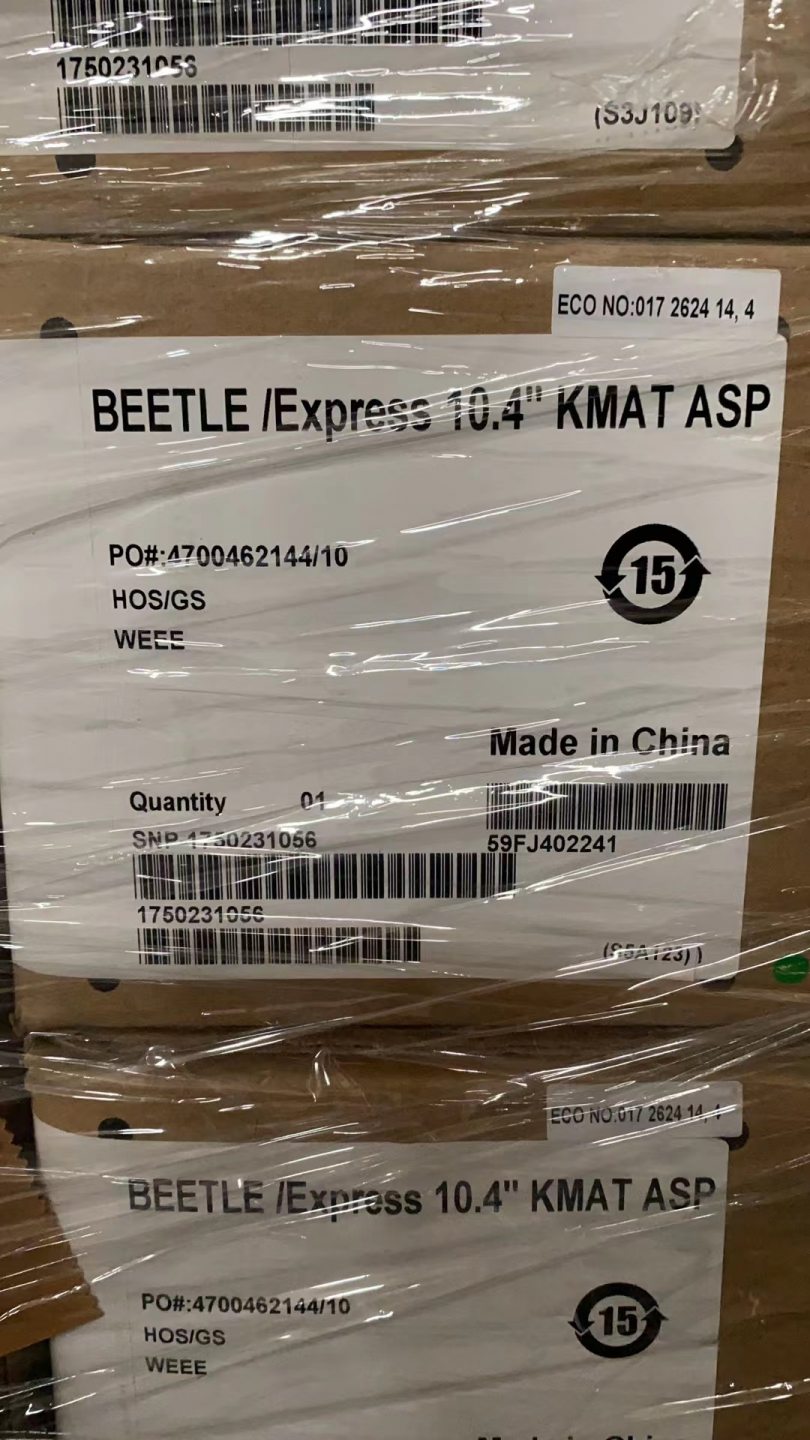 1750231056
(S3J109)
ECO NO:017 2624 14, 4
BEETLE /Express 10.4" KMAT ASP
PO#:4700462144/10
HOS/GS
WEEE
15
Made in China
Quantity 01
SNP 1750231056
59FJ402241
1750231056
(S5A123) )
ECO NO:017 2624 14, 4
BEETLE /Express 10.4" KMAT ASP
PO#:4700462144/10
HOS/GS
WEEE
15